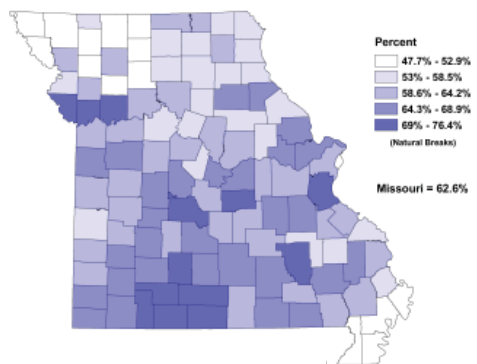 Percent
47.7% - 52.9%
53% - 58.5%
58.6% - 64.2%
64.3% - 68.9%
69% - 76.4%
(Natural Breaks)
Missouri = 62.6%